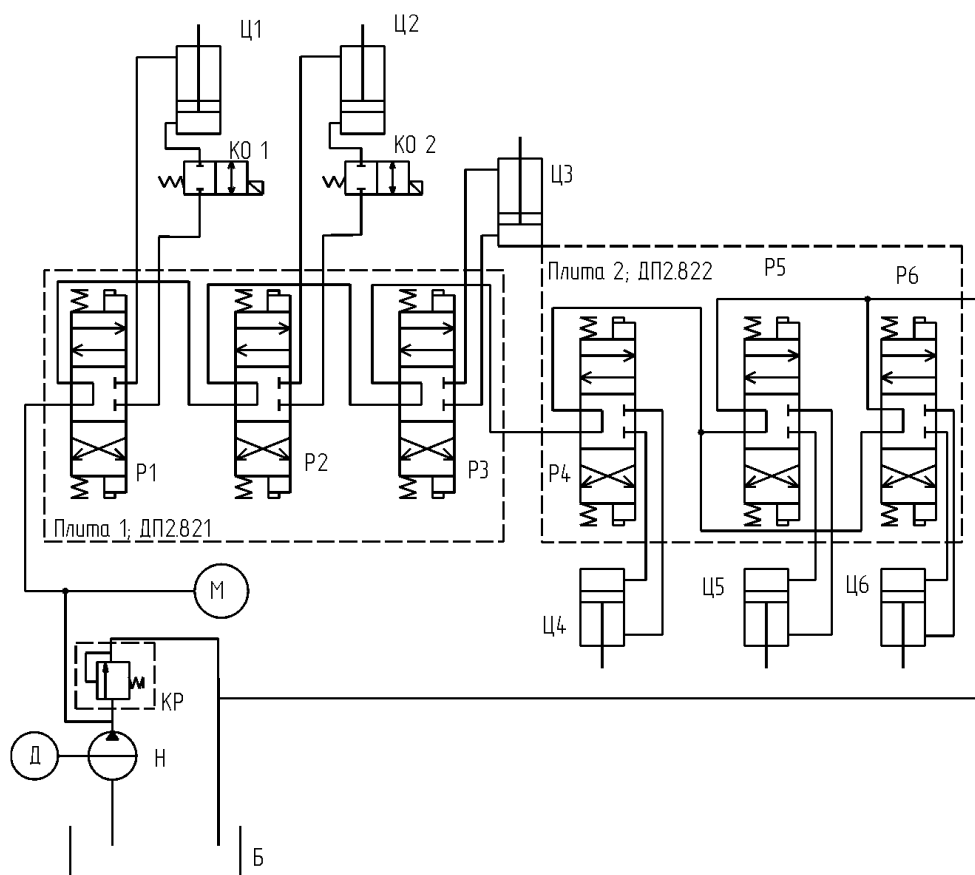 Ц1
Ц2
КО 1
КО 2
Ц3
Плита 2; ДП2.822
Р5
Р6
Р1
Р2
Р3
Р4
Плита 1; ДП2.821
М
Ц4
Ц5
Ц6
КР
Д
Н
Б